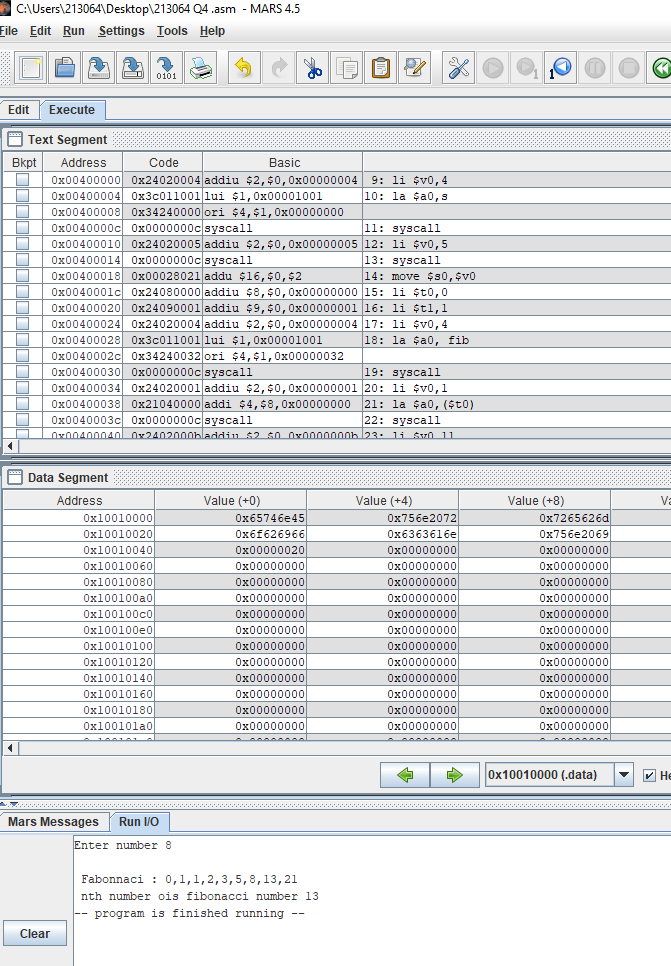 C:\Users\213064\Desktop\213064 Q4 .asm - MARS 4.5
File Edit Run Settings Tools Help
Edit Execute
Text Segment
Bkpt Address Code Basic
0x00400000 0x24020004 addiu $2,$0,0x00000004 9: li $v0,4
0x00400004 0x3c011001 lui $1,0x00001001 10: la $a0,s
0x00400008 0x34240000 ori $4,$1,0x00000000
0x0040000c 0x0000000c syscall 11: syscall
0x00400010 0x24020005 addiu $2,$0,0x00000005 12: li $v0,5
0x00400014 0x0000000c syscall 13: syscall
0x00400018 0x00028021 addu $16,$0,$2 14: move $s0,$v0
0x0040001c 0x24080000 addiu $8,$0,0x00000000 15: li $t0,0
0x00400020 0x24090001 addiu $9,$0,0x00000001 16: li $t1,1
0x00400024 0x24020004 addiu $2,$0,0x00000004 17: li $v0,4
0x00400028 0x3c011001 lui $1,0x00001001 18: la $a0, fib
0x0040002c 0x34240032 ori $4,$1,0x00000032
0x00400030 0x0000000c syscall 19: syscall
0x00400034 0x24020001 addiu $2,$0,0x00000001 20: li $v0,1
0x00400038 0x21040000 addi $4,$8,0x00000000 21: la $a0,($t0)
0x0040003c 0x0000000c syscall 22: syscall
0x00400040 0x2402000b addiu $2,$0,0x0000000b 23: li $v0,11
Data Segment
Address Value (+0) Value (+4) Value (+8) Va
0x10010000 0x65746e45 0x756e2072 0x7265626d
0x10010020 0x6f626966 0x6363616e 0x756e2069
0x10010040 0x00000020 0x00000000 0x00000000
0x10010060 0x00000000 0x00000000 0x00000000
0x10010080 0x00000000 0x00000000 0x00000000
0x100100a0 0x00000000 0x00000000 0x00000000
0x100100c0 0x00000000 0x00000000 0x00000000
0x100100e0 0x00000000 0x00000000 0x00000000
0x10010100 0x00000000 0x00000000 0x00000000
0x10010120 0x00000000 0x00000000 0x00000000
0x10010140 0x00000000 0x00000000 0x00000000
0x10010160 0x00000000 0x00000000 0x00000000
0x10010180 0x00000000 0x00000000 0x00000000
0x100101a0 0x00000000 0x00000000 0x00000000
0x10010000 (.data) He
Mars Messages Run I/O
Enter number 8
Fabonnaci : 0,1,1,2,3,5,8,13,21
nth number ois fibonacci number 13
-- program is finished running --
Clear